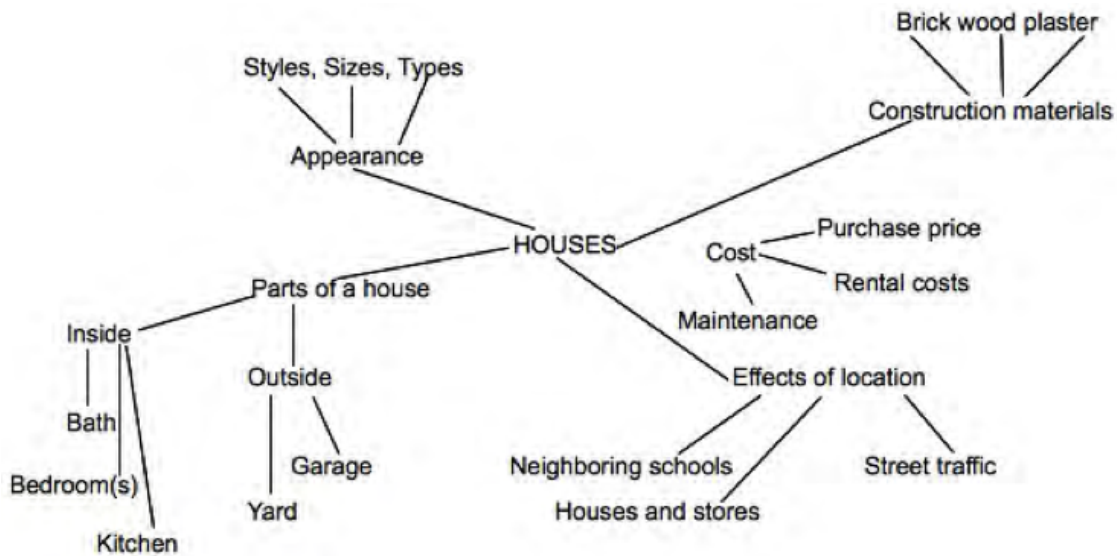 Brick wood plaster
Styles, Sizes, Types
Construction materials
Appearance
HOUSES
Purchase price
Cost
Rental costs
Parts of a house
Maintenance
Inside
Outside
Effects of location
Bath
Garage
Neighboring schools
Street traffic
Bedroom(s)
Yard
Houses and stores
Kitchen